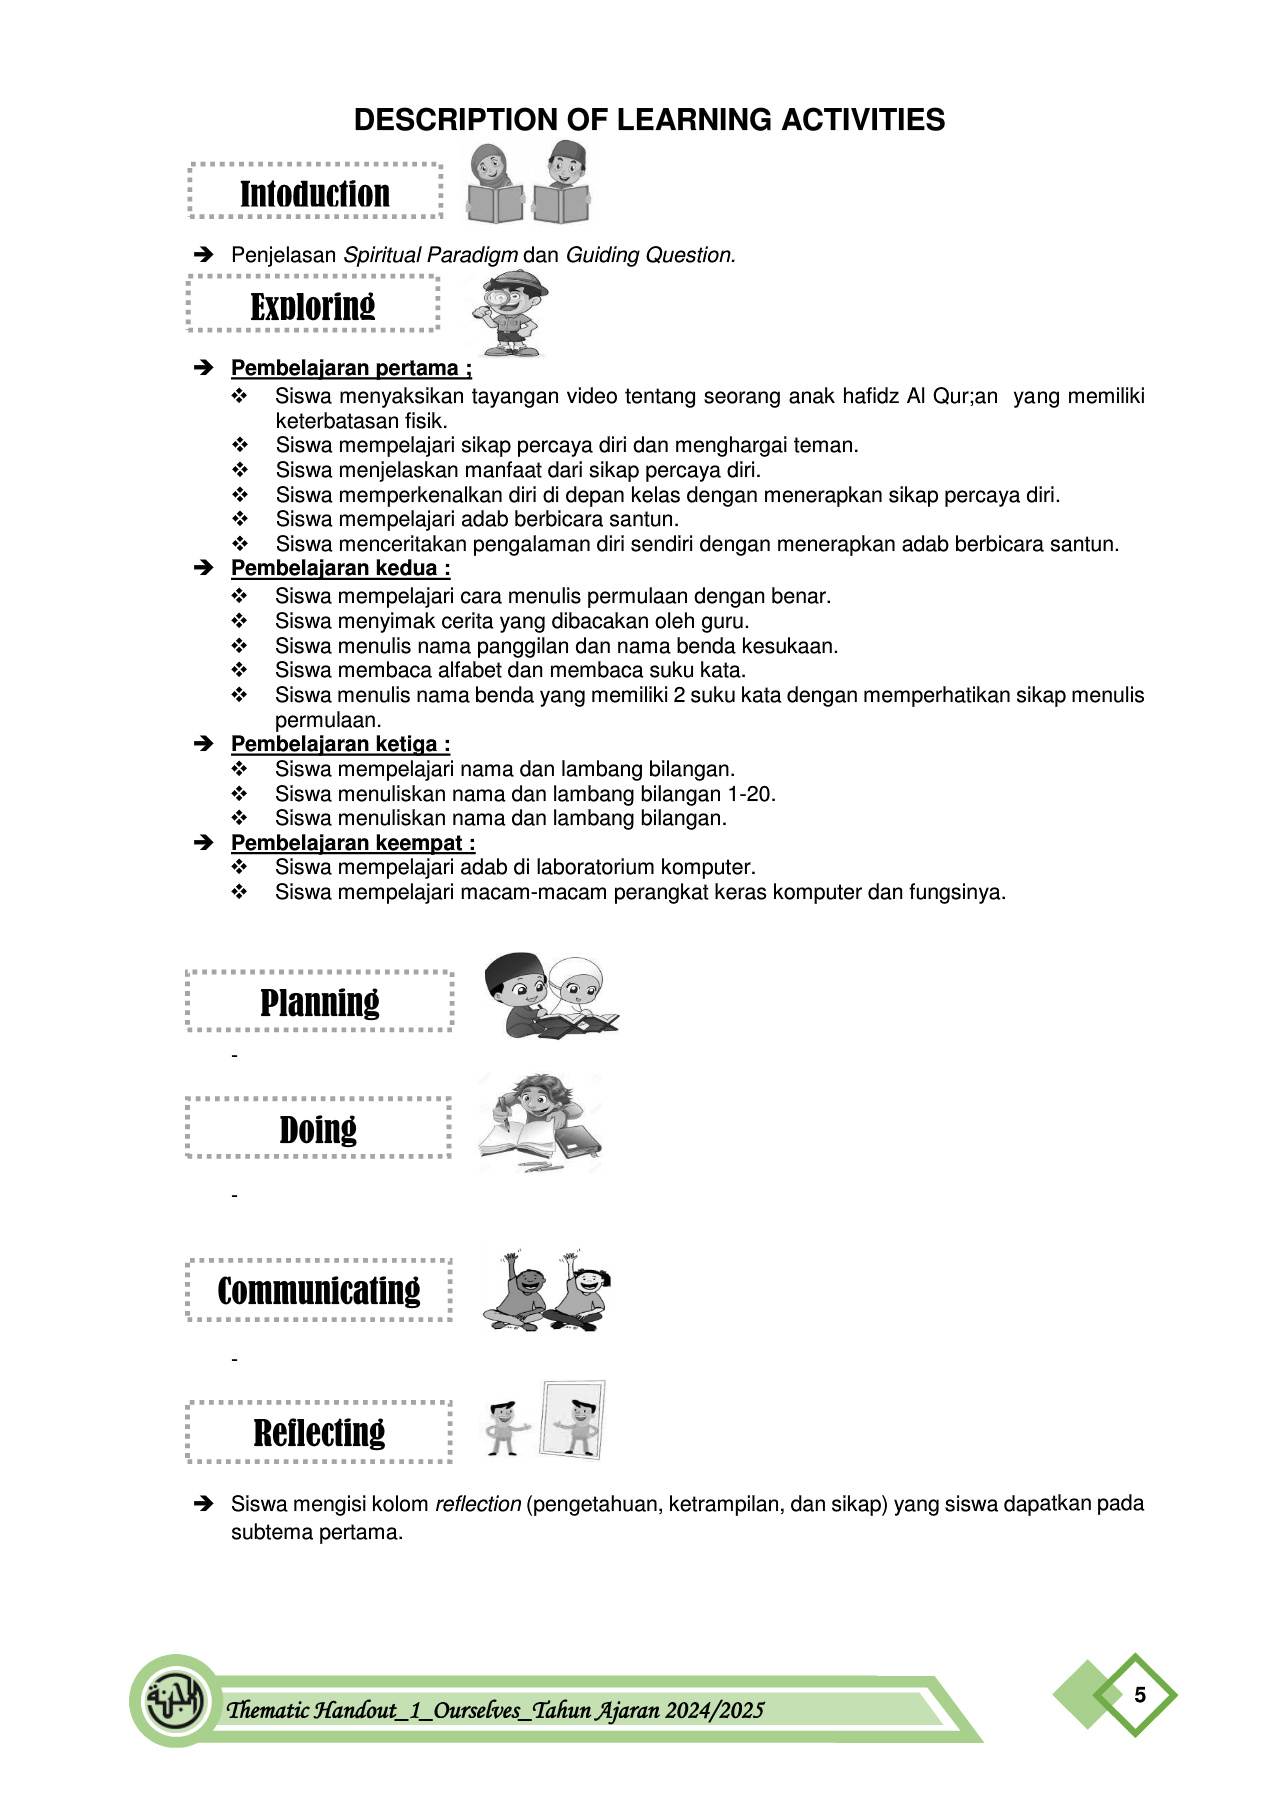 DESCRIPTION OF LEARNING ACTIVITIES
Intoduction
➔ Penjelasan Spiritual Paradigm dan Guiding Question.
Exploring
➔ Pembelajaran pertama ;
❖ Siswa menyaksikan tayangan video tentang seorang anak hafidz Al Qur;an yang memiliki
keterbatasan fisik.
❖ Siswa mempelajari sikap percaya diri dan menghargai teman.
❖ Siswa menjelaskan manfaat dari sikap percaya diri.
❖ Siswa memperkenalkan diri di depan kelas dengan menerapkan sikap percaya diri.
❖ Siswa mempelajari adab berbicara santun.
❖ Siswa menceritakan pengalaman diri sendiri dengan menerapkan adab berbicara santun.
➔ Pembelajaran kedua :
❖ Siswa mempelajari cara menulis permulaan dengan benar.
❖ Siswa menyimak cerita yang dibacakan oleh guru.
❖ Siswa menulis nama panggilan dan nama benda kesukaan.
❖ Siswa membaca alfabet dan membaca suku kata.
❖ Siswa menulis nama benda yang memiliki 2 suku kata dengan memperhatikan sikap menulis
permulaan.
➔ Pembelajaran ketiga :
❖ Siswa mempelajari nama dan lambang bilangan.
❖ Siswa menuliskan nama dan lambang bilangan 1-20.
❖ Siswa menuliskan nama dan lambang bilangan.
➔ Pembelajaran keempat :
❖ Siswa mempelajari adab di laboratorium komputer.
❖ Siswa mempelajari macam-macam perangkat keras komputer dan fungsinya.
Planning
-
Doing
-
Communicating
-
Reflecting
➔ Siswa mengisi kolom reflection (pengetahuan, ketrampilan, dan sikap) yang siswa dapatkan pada
subtema pertama.
Thematic Handout_1_Ourselves_Tahun Ajaran 2024/2025
5